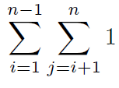 n−1 n
∑ ∑ 1
i=1 j=i+1